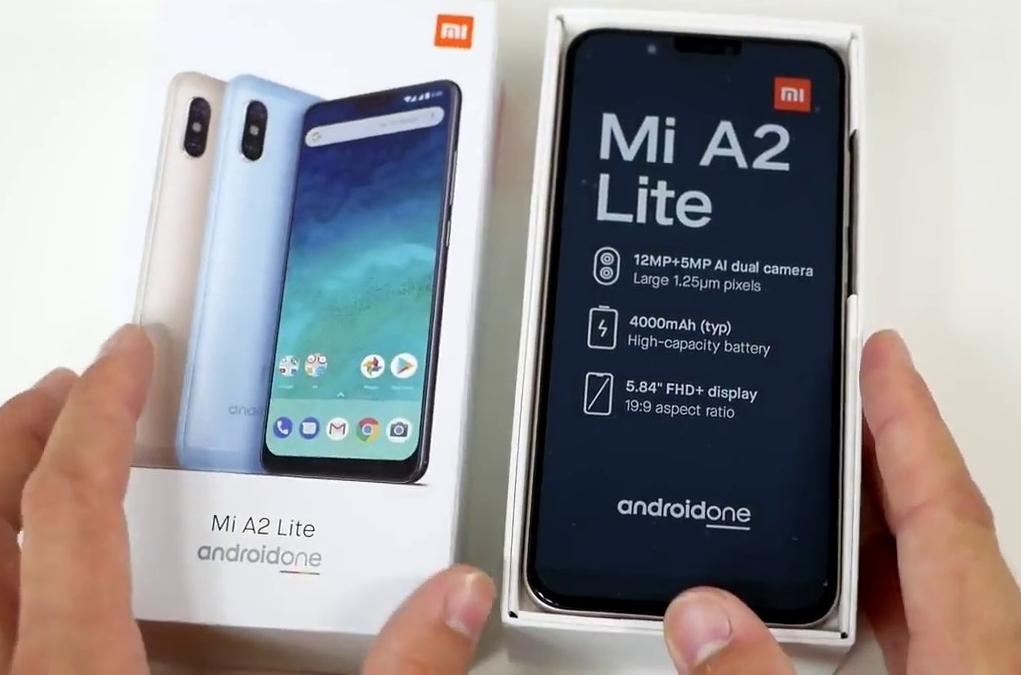 mi
Mi A2 Lite
androidone
mi
Mi A2
Lite
12MP+5MP AI dual camera
Large 1.25µm pixels
4000mAh (typ)
High-capacity battery
5.84" FHD+ display
19:9 aspect ratio
androidone